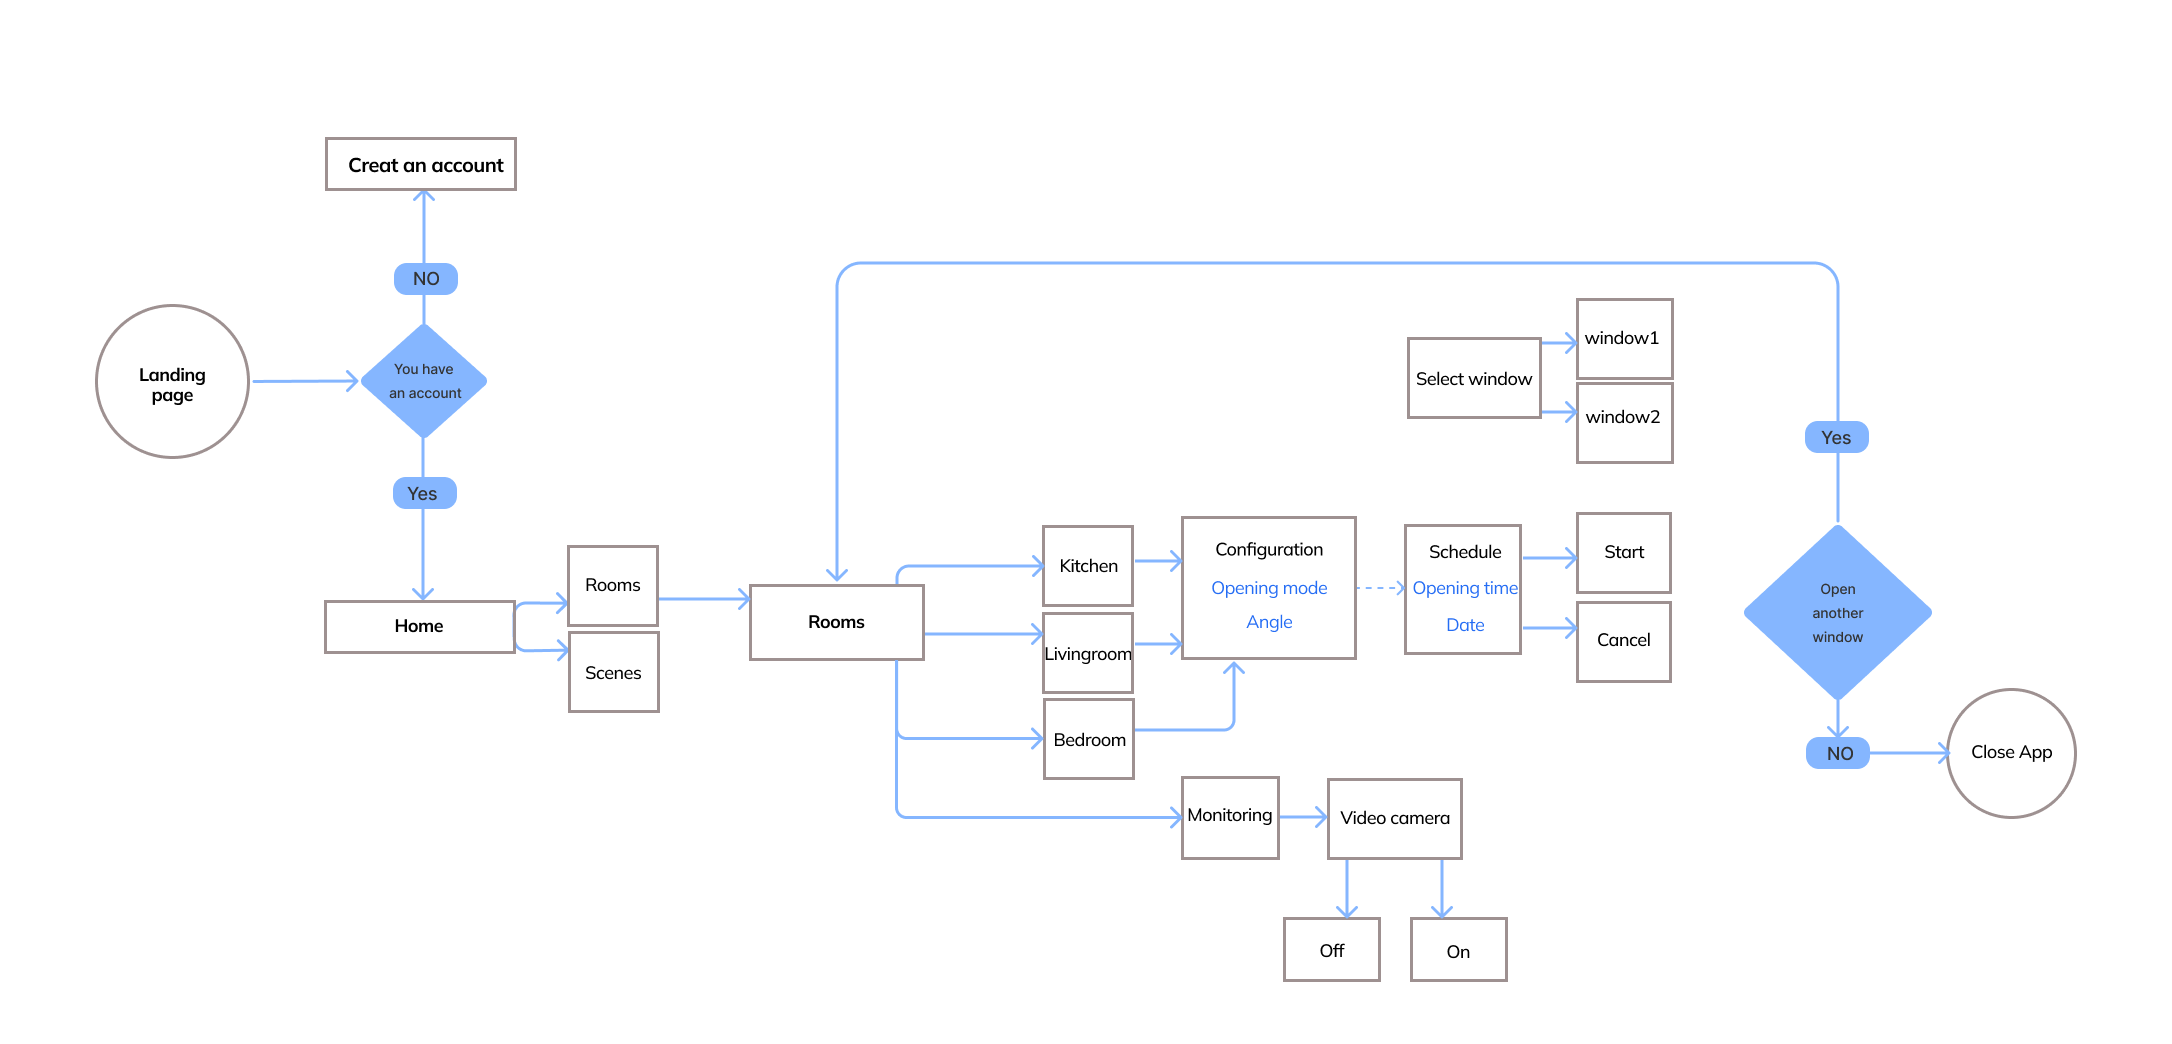 Creat an account
NO
You have
an account
Landing
page
Yes
Home
Rooms
Scenes
Rooms
Kitchen
Livingroom
Bedroom
Configuration
Opening mode
Angle
Schedule
Opening time
Date
Start
Cancel
Select window
window1
window2
Monitoring
Video camera
Off
On
Yes
Open
another
window
NO
Close App